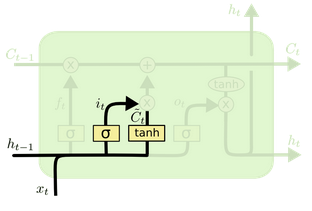 h_t
C_{t-1}
C_t
× + tanh
f_t i_t × o_t ×
C̃_t
σ σ tanh σ
h_{t-1} h_t
x_t